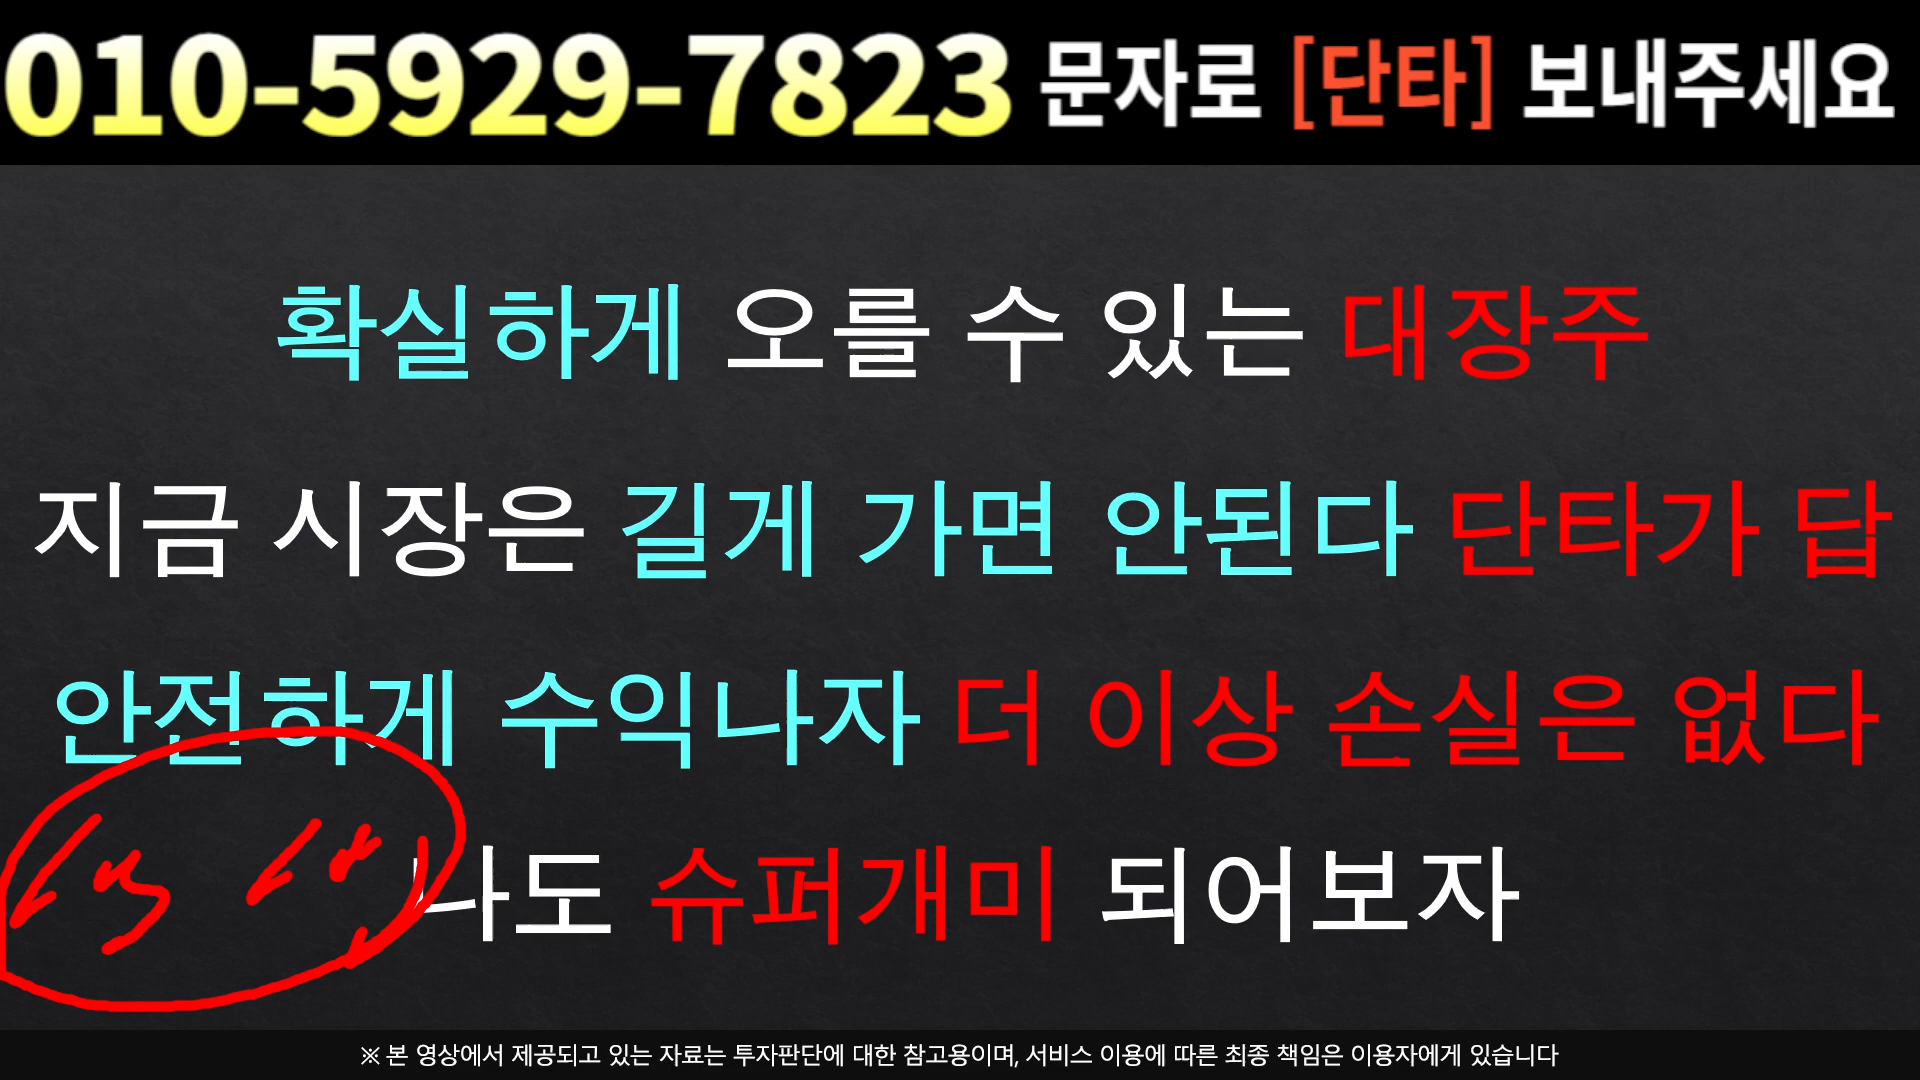 010-5929-7823 문자로 [단타] 보내주세요
확실하게 오를 수 있는 대장주
지금 시장은 길게 가면 안된다 단타가 답
안전하게 수익나자 더 이상 손실은 없다
나도 슈퍼개미 되어보자
※ 본 영상에서 제공되고 있는 자료는 투자판단에 대한 참고용이며, 서비스 이용에 따른 최종 책임은 이용자에게 있습니다